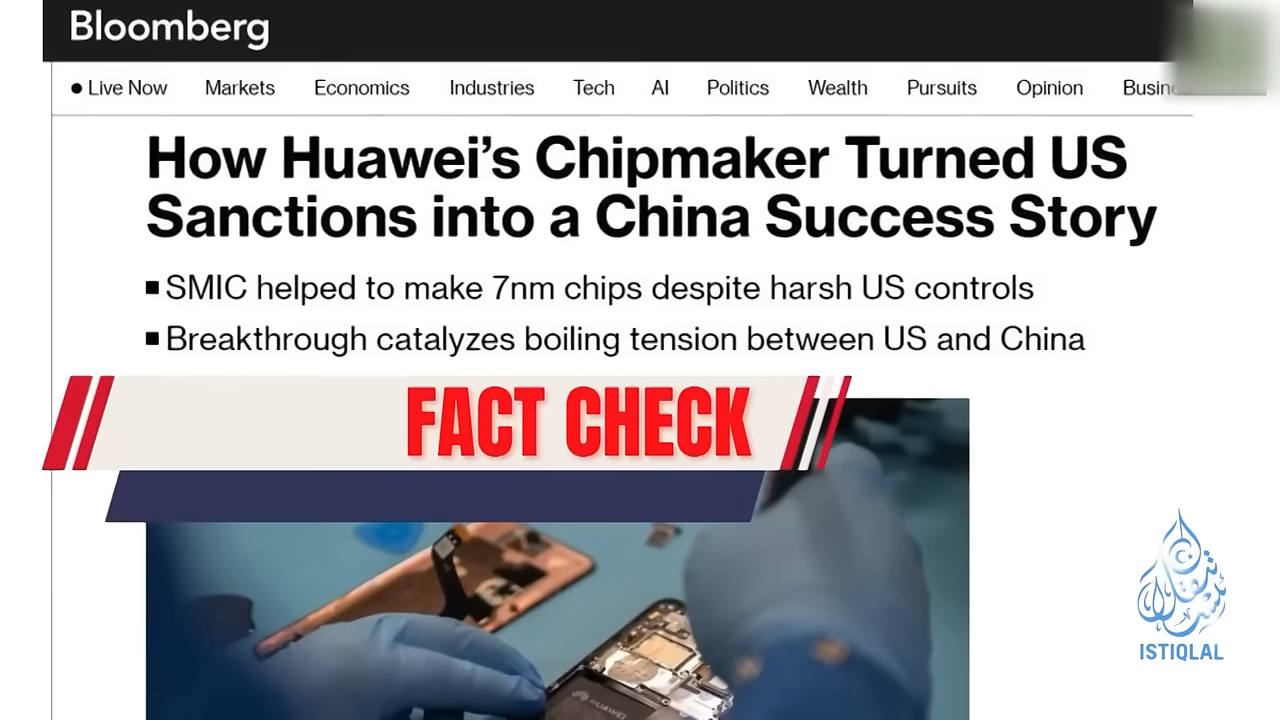 Bloomberg
Live Now Markets Economics Industries Tech AI Politics Wealth Pursuits Opinion
How Huawei's Chipmaker Turned US
Sanctions into a China Success Story
SMIC helped to make 7nm chips despite harsh US controls
Breakthrough catalyzes boiling tension between US and China
FACT CHECK
HUAWEI
ISTIQLAL